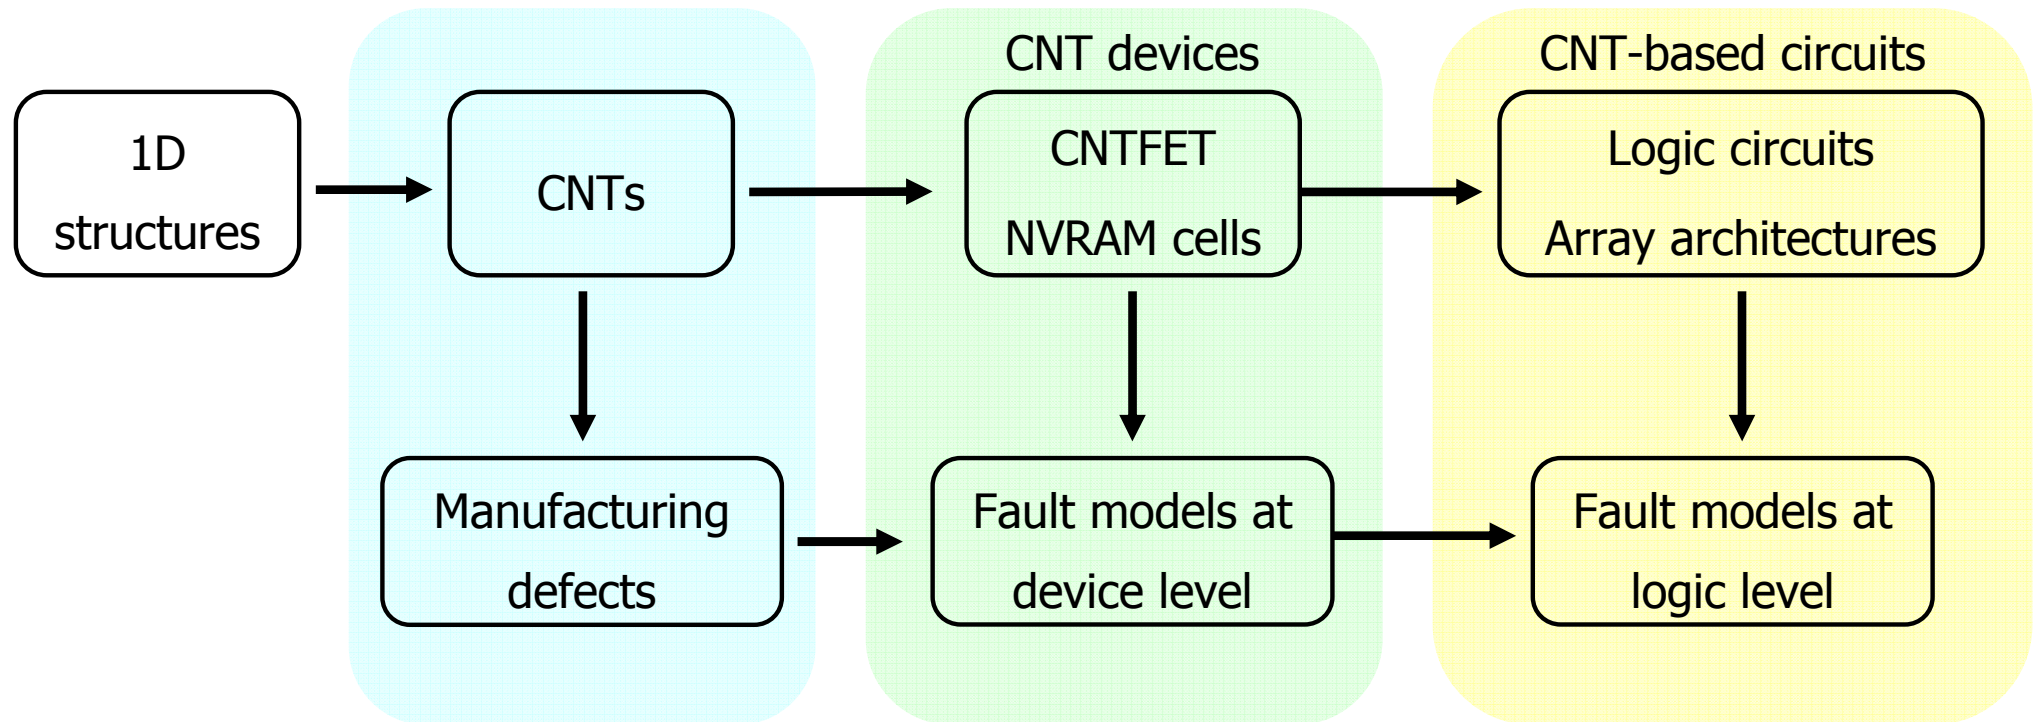 1D
structures
CNTs
Manufacturing
defects
CNT devices
CNTFET
NVRAM cells
Fault models at
device level
CNT-based circuits
Logic circuits
Array architectures
Fault models at
logic level